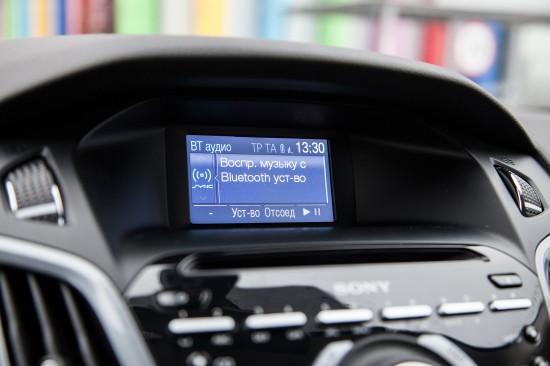 BT аудио TP TA 13:30
Воспр. музыку с
Bluetooth уст-во
- Уст-во Отсоед
SONY